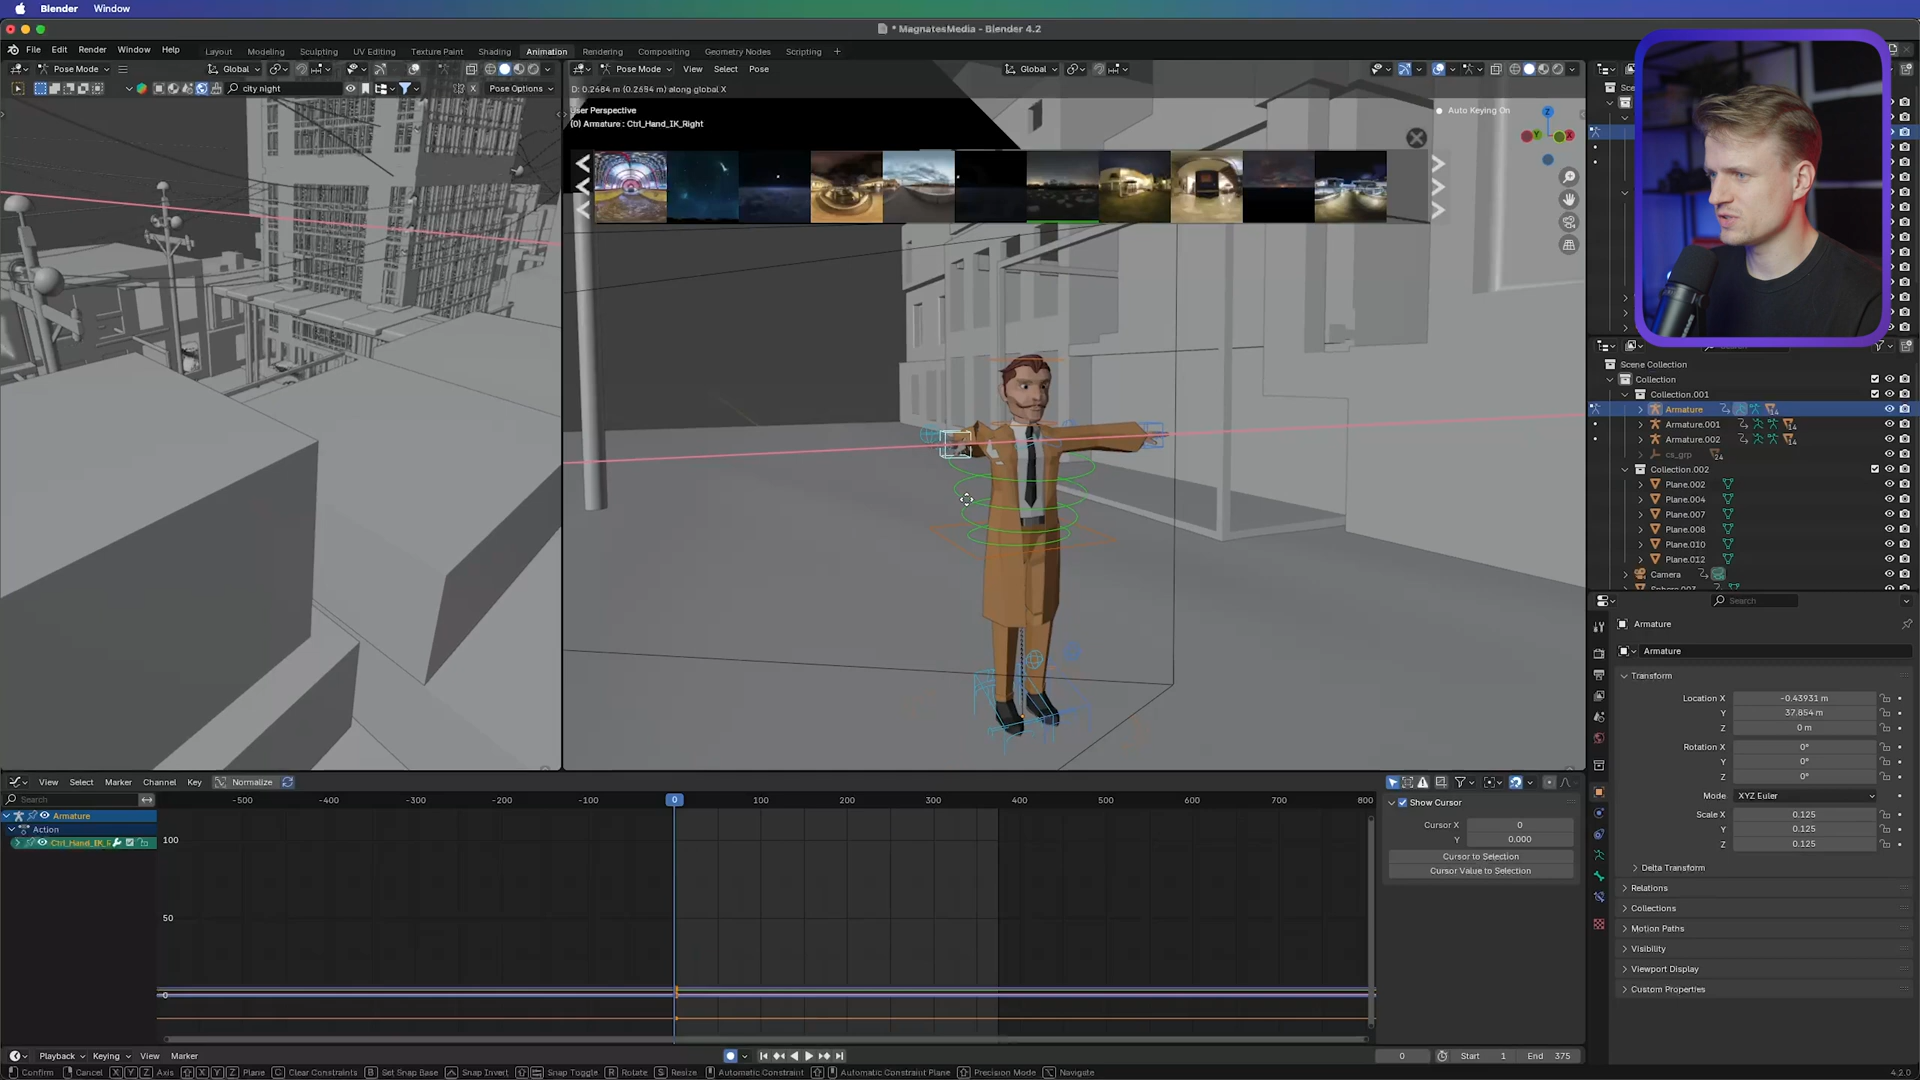 Blender Window
* MagnatesMedia - Blender 4.2
File Edit Render Window Help Layout Modeling Sculpting UV Editing Texture Paint Shading Animation Rendering Compositing Geometry Nodes Scripting +
Pose Mode Global
Pose Mode View Select Pose Global
city night Pose Options
D: 0.2684 m (0.2684 m) along global X
User Perspective
(0) Armature : Ctrl_Hand_IK_Right
Auto Keying On
Scene Collection
Collection
Collection.001
Armature
Armature.001
Armature.002
cs_grp
Collection.002
Plane.002
Plane.004
Plane.007
Plane.008
Plane.010
Plane.012
Camera
Search
Armature
Armature
Transform
Location X -0.43931 m
Y 37.854 m
Z 0 m
Rotation X 0°
Y 0°
Z 0°
Mode XYZ Euler
Scale X 0.125
Y 0.125
Z 0.125
Delta Transform
Relations
Collections
Motion Paths
Visibility
Viewport Display
Custom Properties
View Select Marker Channel Key Normalize
Search
-500 -400 -300 -200 -100 0 100 200 300 400 500 600 700 800
Armature
Action
Ctrl_Hand_IK_R
100
50
0
Show Cursor
Cursor X 0
Y 0.000
Cursor to Selection
Cursor Value to Selection
Playback Keying View Marker
0 Start 1 End 375
Confirm Cancel X Y Z Axis X Y Z Plane C Clear Constraints B Set Snap Base Snap Invert Snap Toggle R Rotate S Resize Automatic Constraint Automatic Constraint Plane Precision Mode Navigate
4.2.0